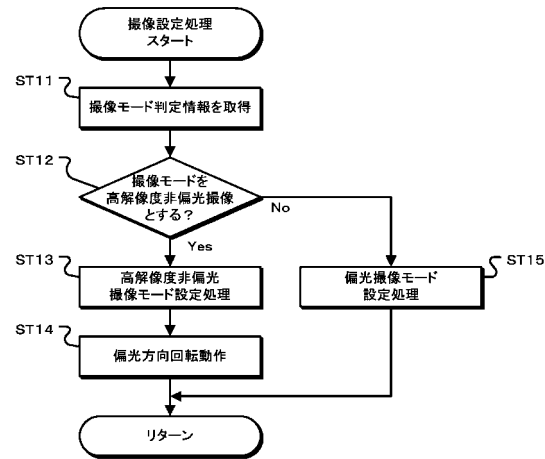 撮像設定処理
スタート
ST11
撮像モード判定情報を取得
ST12
撮像モードを
高解像度非偏光撮像
とする？
No
Yes
ST13
高解像度非偏光
撮像モード設定処理
偏光撮像モード
設定処理
ST15
ST14
偏光方向回転動作
リターン